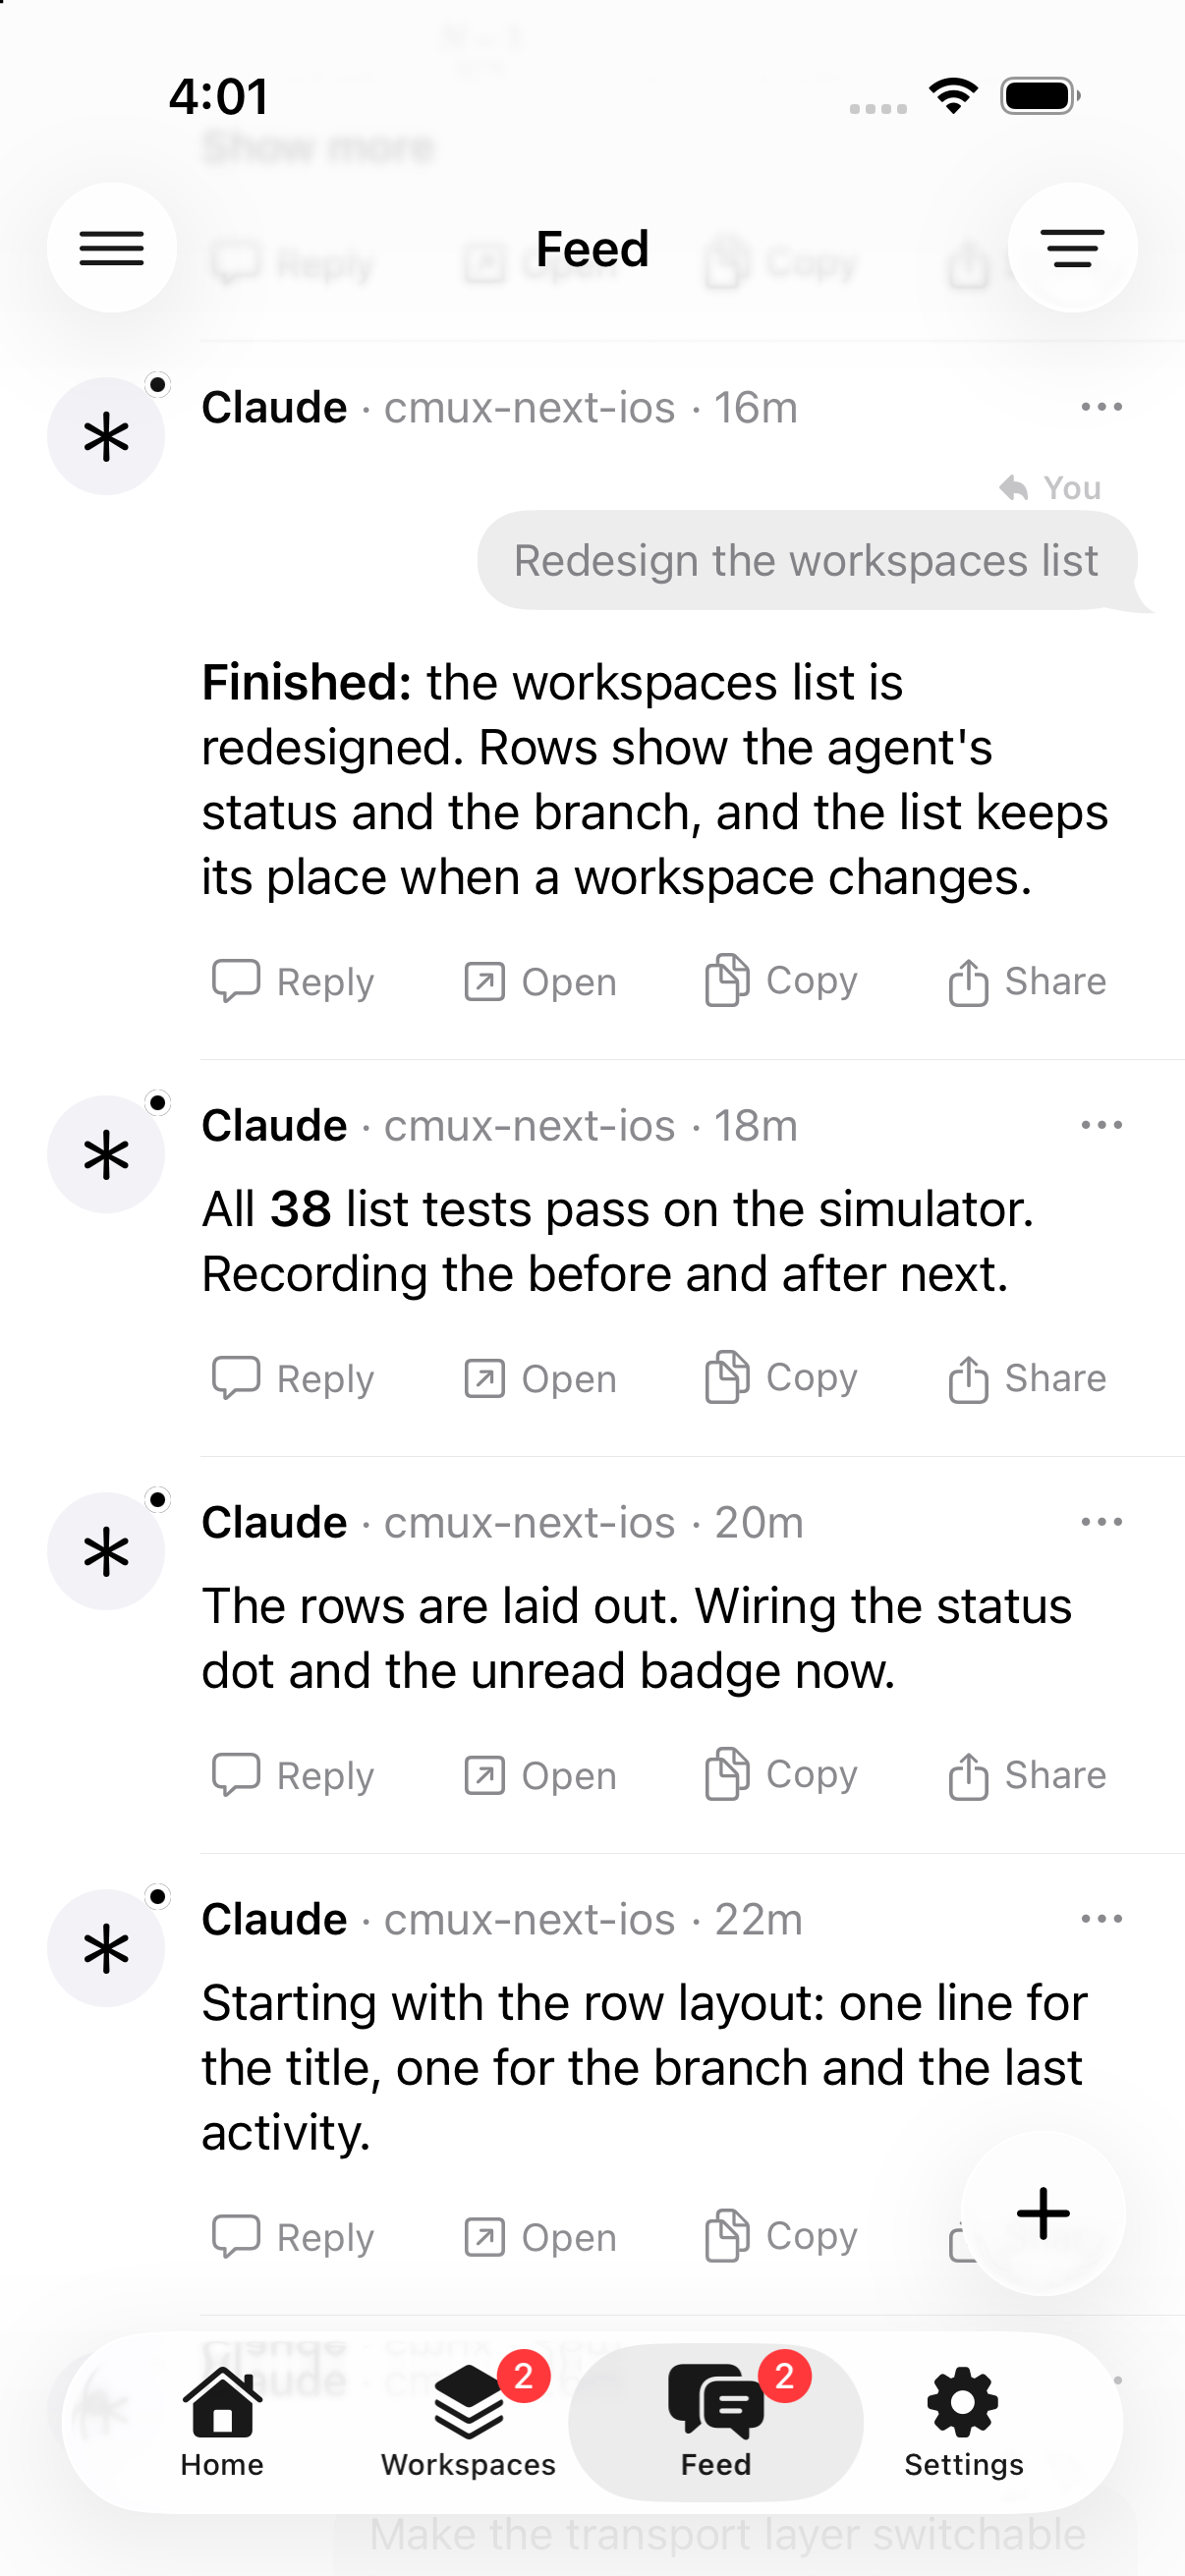 4:01
Show more
Feed
Reply Open Copy
Claude · cmux-next-ios · 16m
You
Redesign the workspaces list
Finished: the workspaces list is
redesigned. Rows show the agent's
status and the branch, and the list keeps
its place when a workspace changes.
Reply Open Copy Share
Claude · cmux-next-ios · 18m
All 38 list tests pass on the simulator.
Recording the before and after next.
Reply Open Copy Share
Claude · cmux-next-ios · 20m
The rows are laid out. Wiring the status
dot and the unread badge now.
Reply Open Copy Share
Claude · cmux-next-ios · 22m
Starting with the row layout: one line for
the title, one for the branch and the last
activity.
Reply Open Copy
2 2
Home Workspaces Feed Settings
Make the transport layer switchable